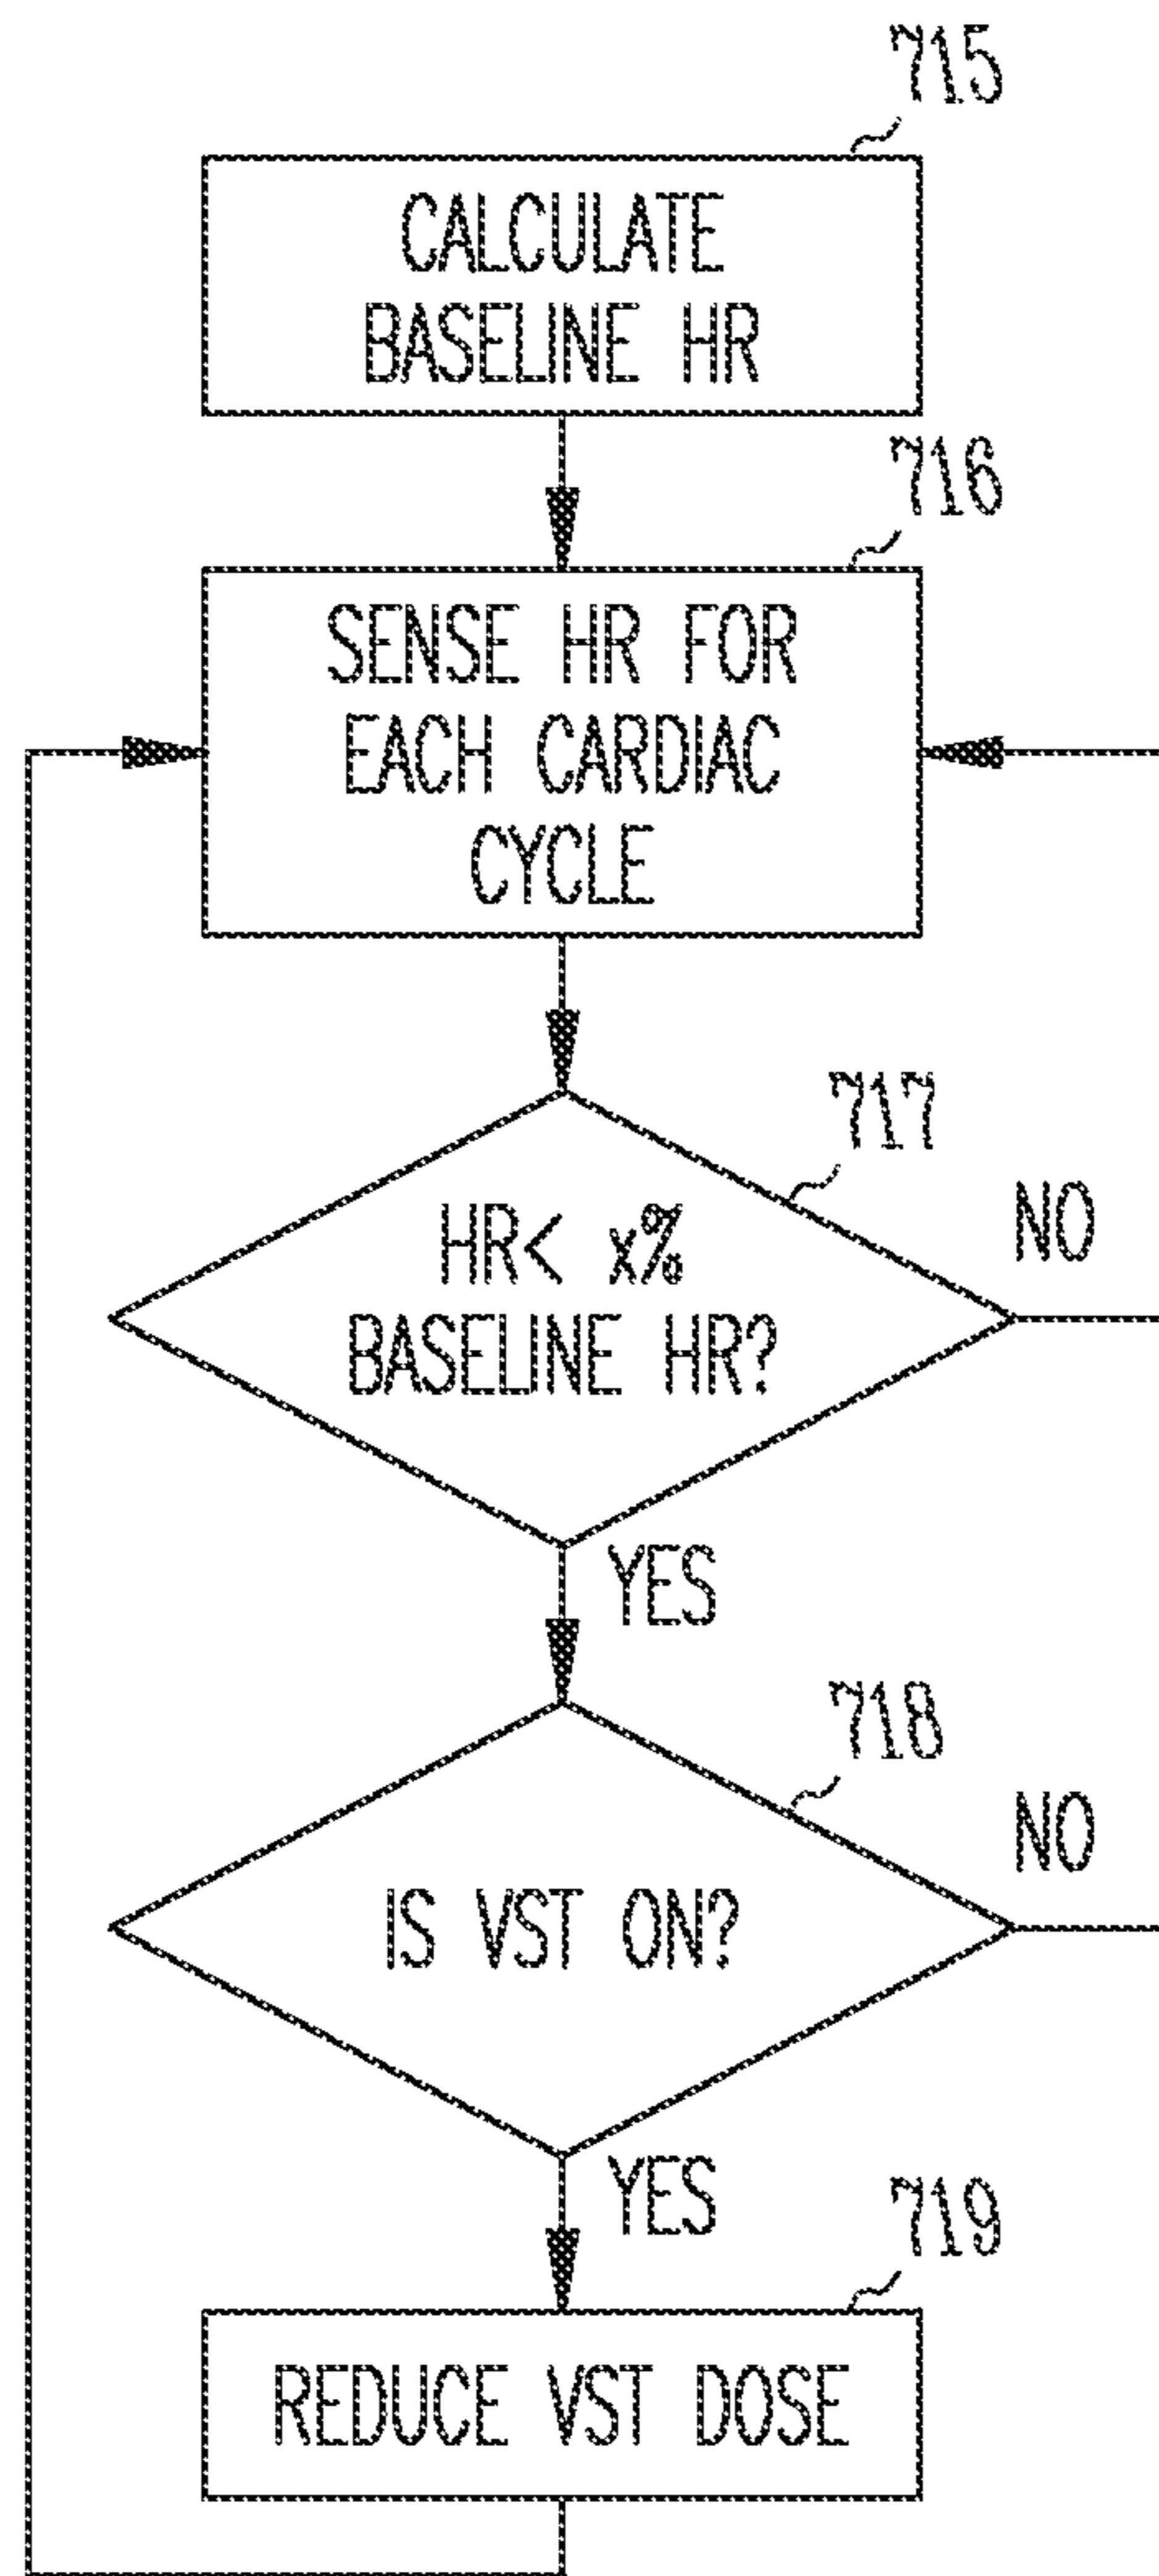 715
CALCULATE
BASELINE HR
716
SENSE HR FOR
EACH CARDIAC
CYCLE
717
HR< x%
BASELINE HR?
NO
YES
718
IS VST ON?
NO
YES
719
REDUCE VST DOSE